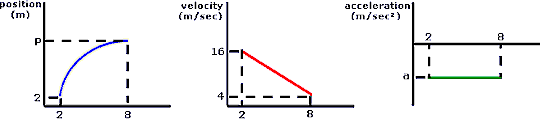 position
(m)
p
2
2
8
velocity
(m/sec)
16
4
2
8
acceleration
(m/sec²)
2
8
a